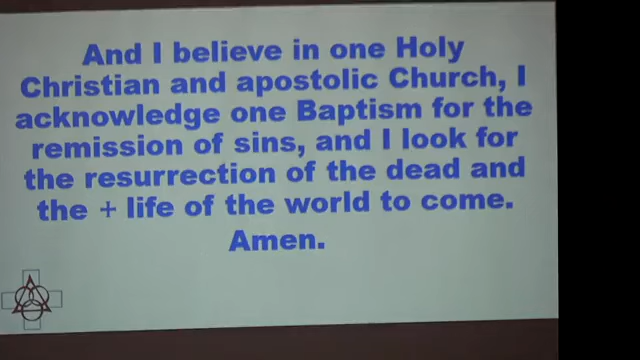 And I believe in one Holy
Christian and apostolic Church, I
acknowledge one Baptism for the
remission of sins, and I look for
the resurrection of the dead and
the + life of the world to come.
Amen.